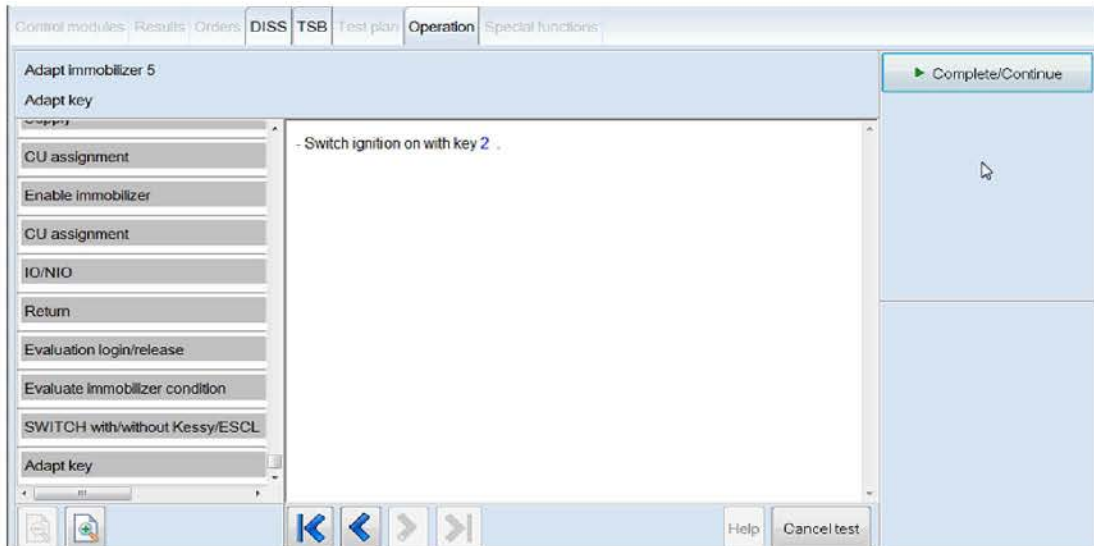 Control modules Results Orders DISS TSB Test plan Operation Special functions
Adapt immobilizer 5
Adapt key
Complete/Continue
Supply
CU assignment
Enable immobilizer
CU assignment
IO/NIO
Return
Evaluation login/release
Evaluate immobilizer condition
SWITCH with/without Kessy/ESCL
Adapt key
- Switch ignition on with key 2 .
Help
Cancel test